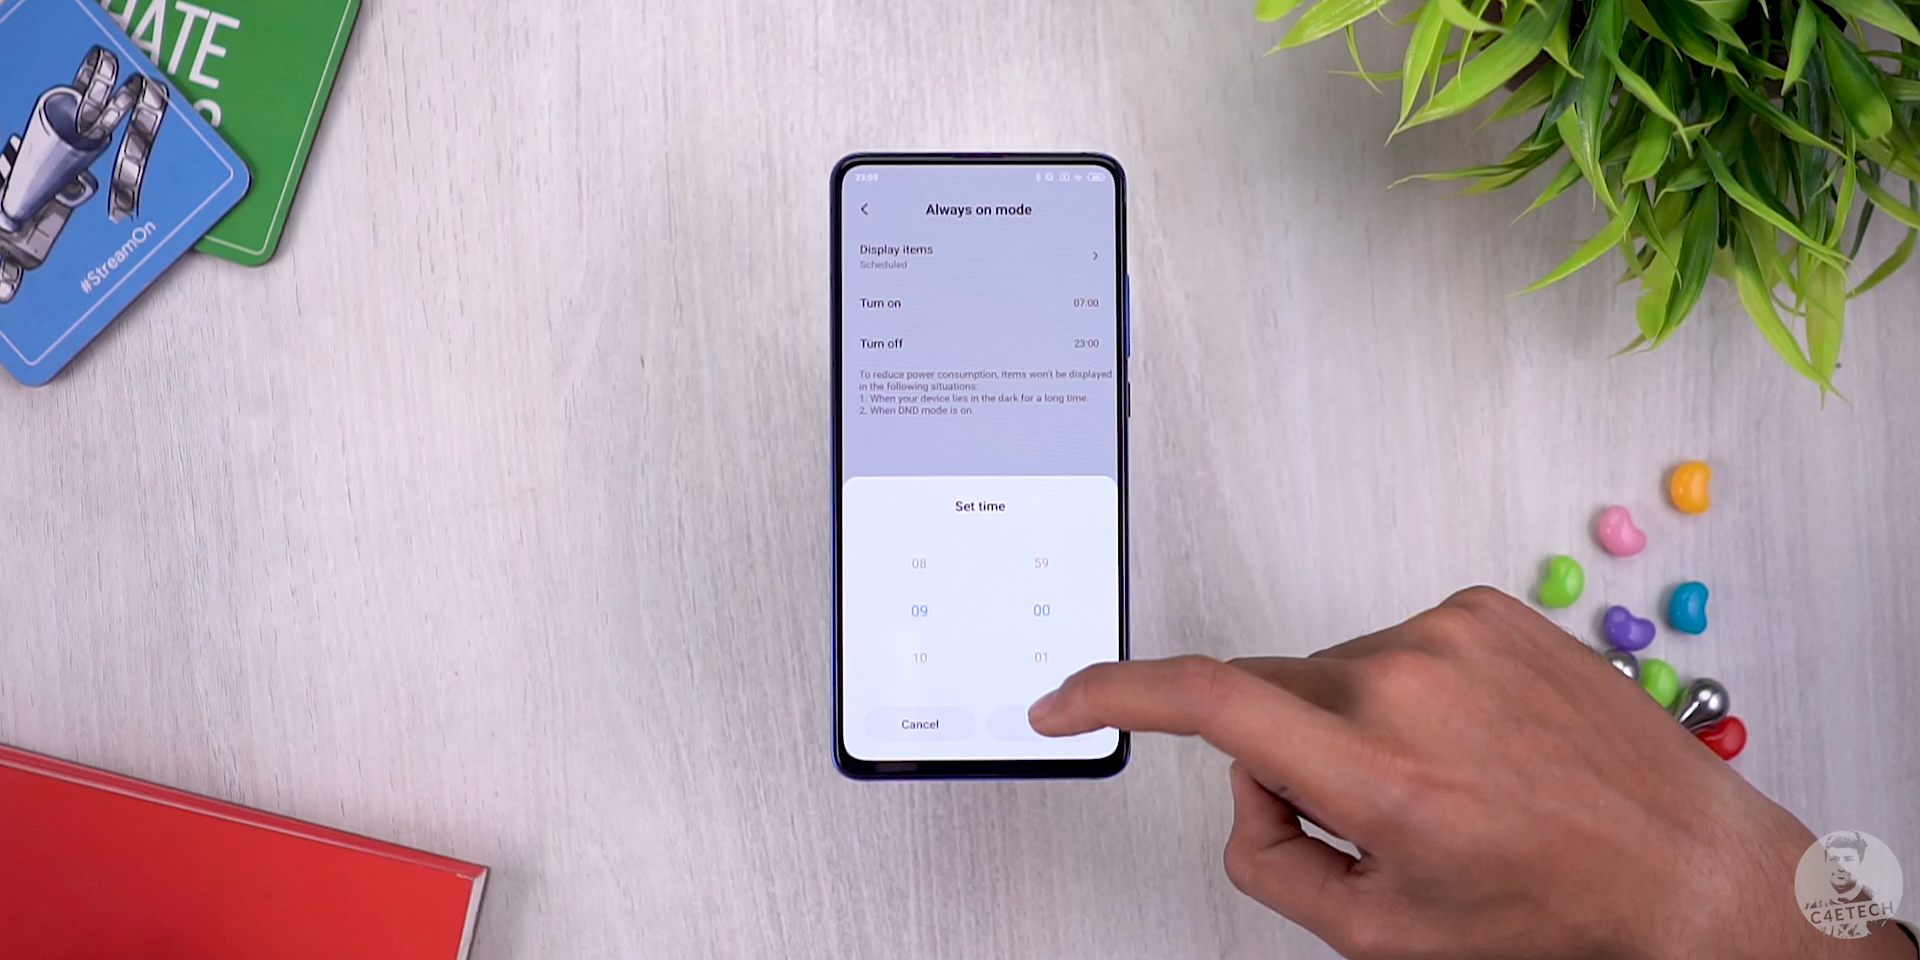 ATE
#StreamOn
23:05
Always on mode
Display items
Scheduled
Turn on 07:00
Turn off 23:00
To reduce power consumption, items won't be displayed
in the following situations:
1. When your device lies in the dark for a long time.
2. When DND mode is on.
Set time
08 59
09 00
10 01
Cancel
C4ETECH